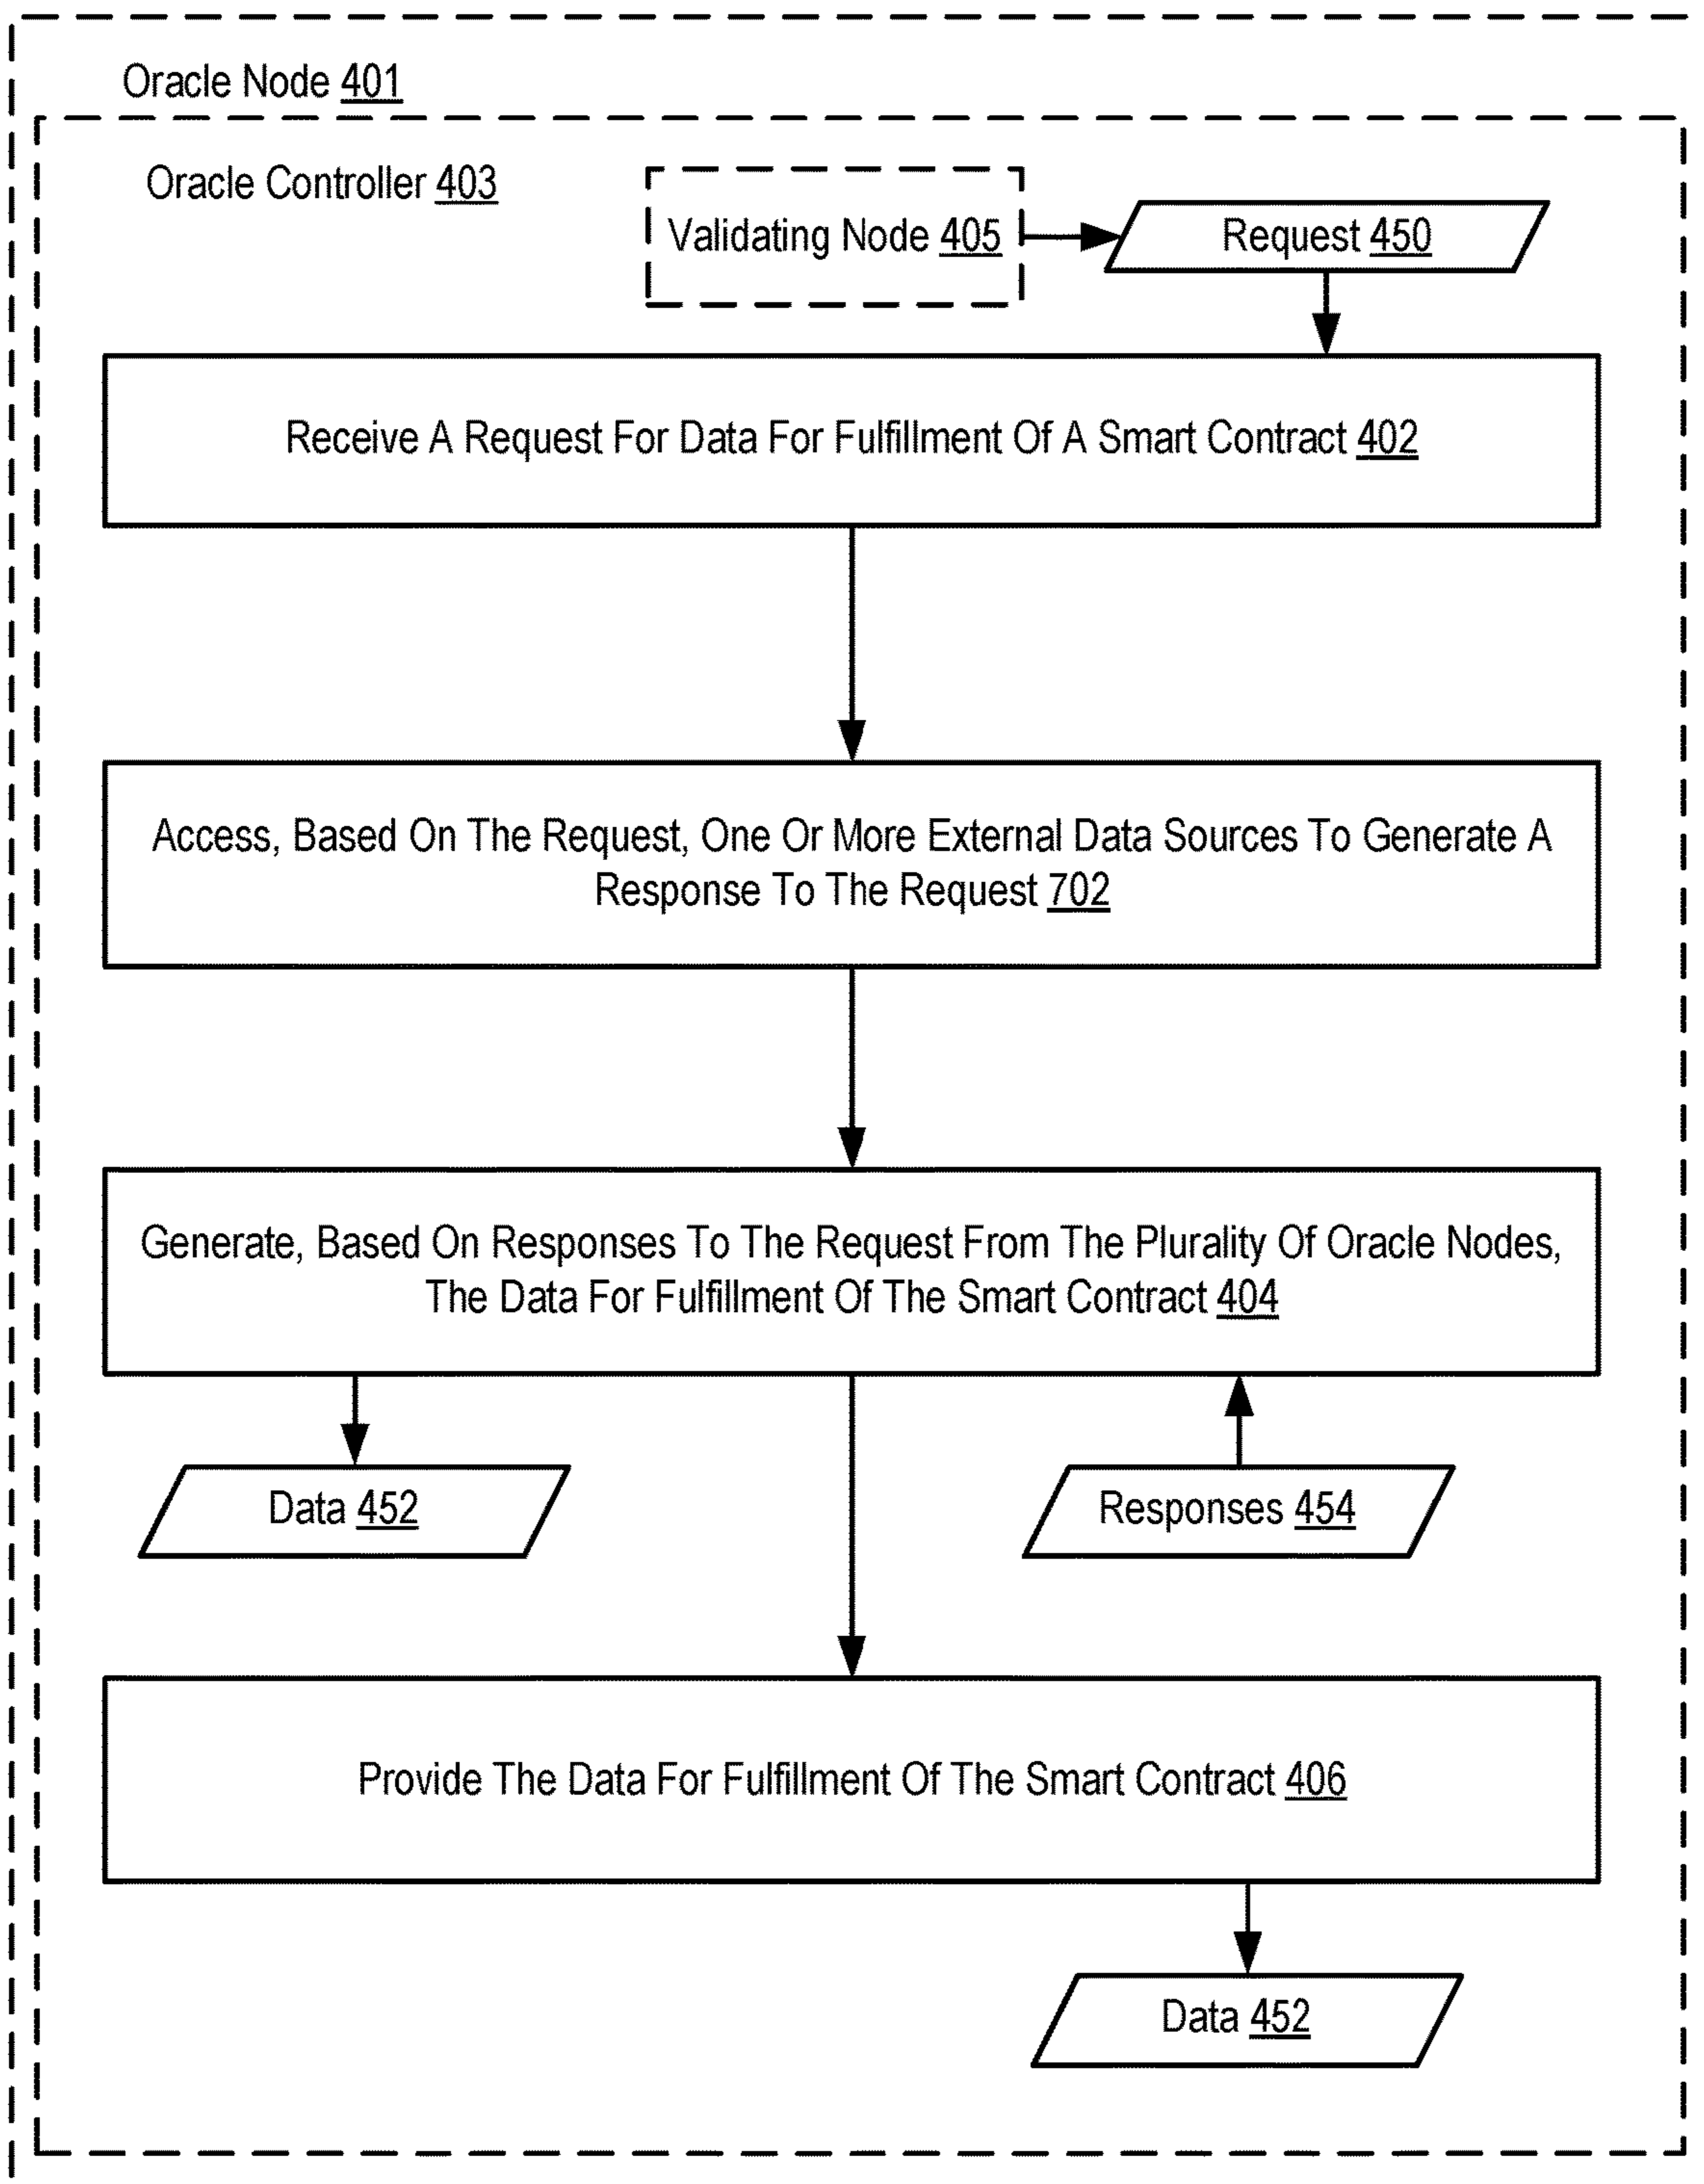 Oracle Node 401
Oracle Controller 403
Validating Node 405
Request 450
Receive A Request For Data For Fulfillment Of A Smart Contract 402
Access, Based On The Request, One Or More External Data Sources To Generate A
Response To The Request 702
Generate, Based On Responses To The Request From The Plurality Of Oracle Nodes,
The Data For Fulfillment Of The Smart Contract 404
Data 452
Responses 454
Provide The Data For Fulfillment Of The Smart Contract 406
Data 452